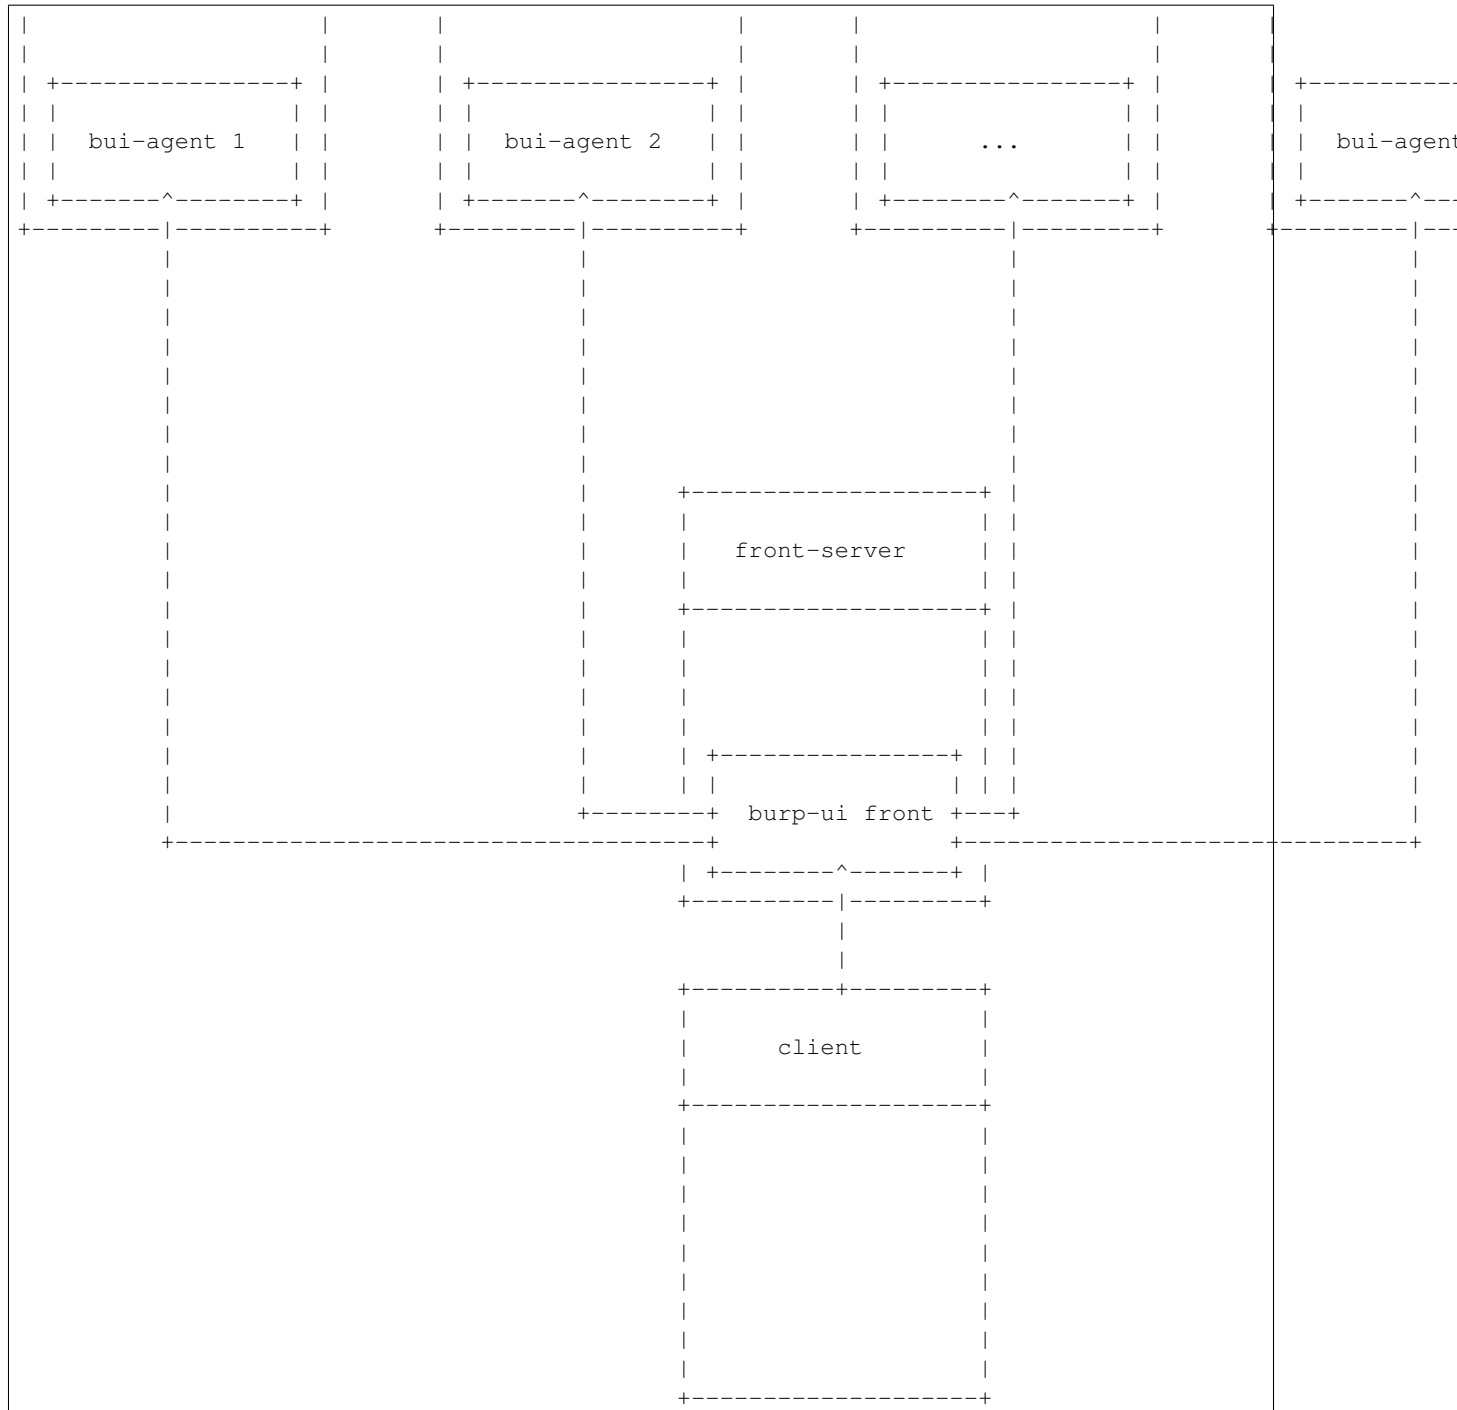 bui-agent 1 bui-agent 2 ... bui-agent
front-server
burp-ui front
client